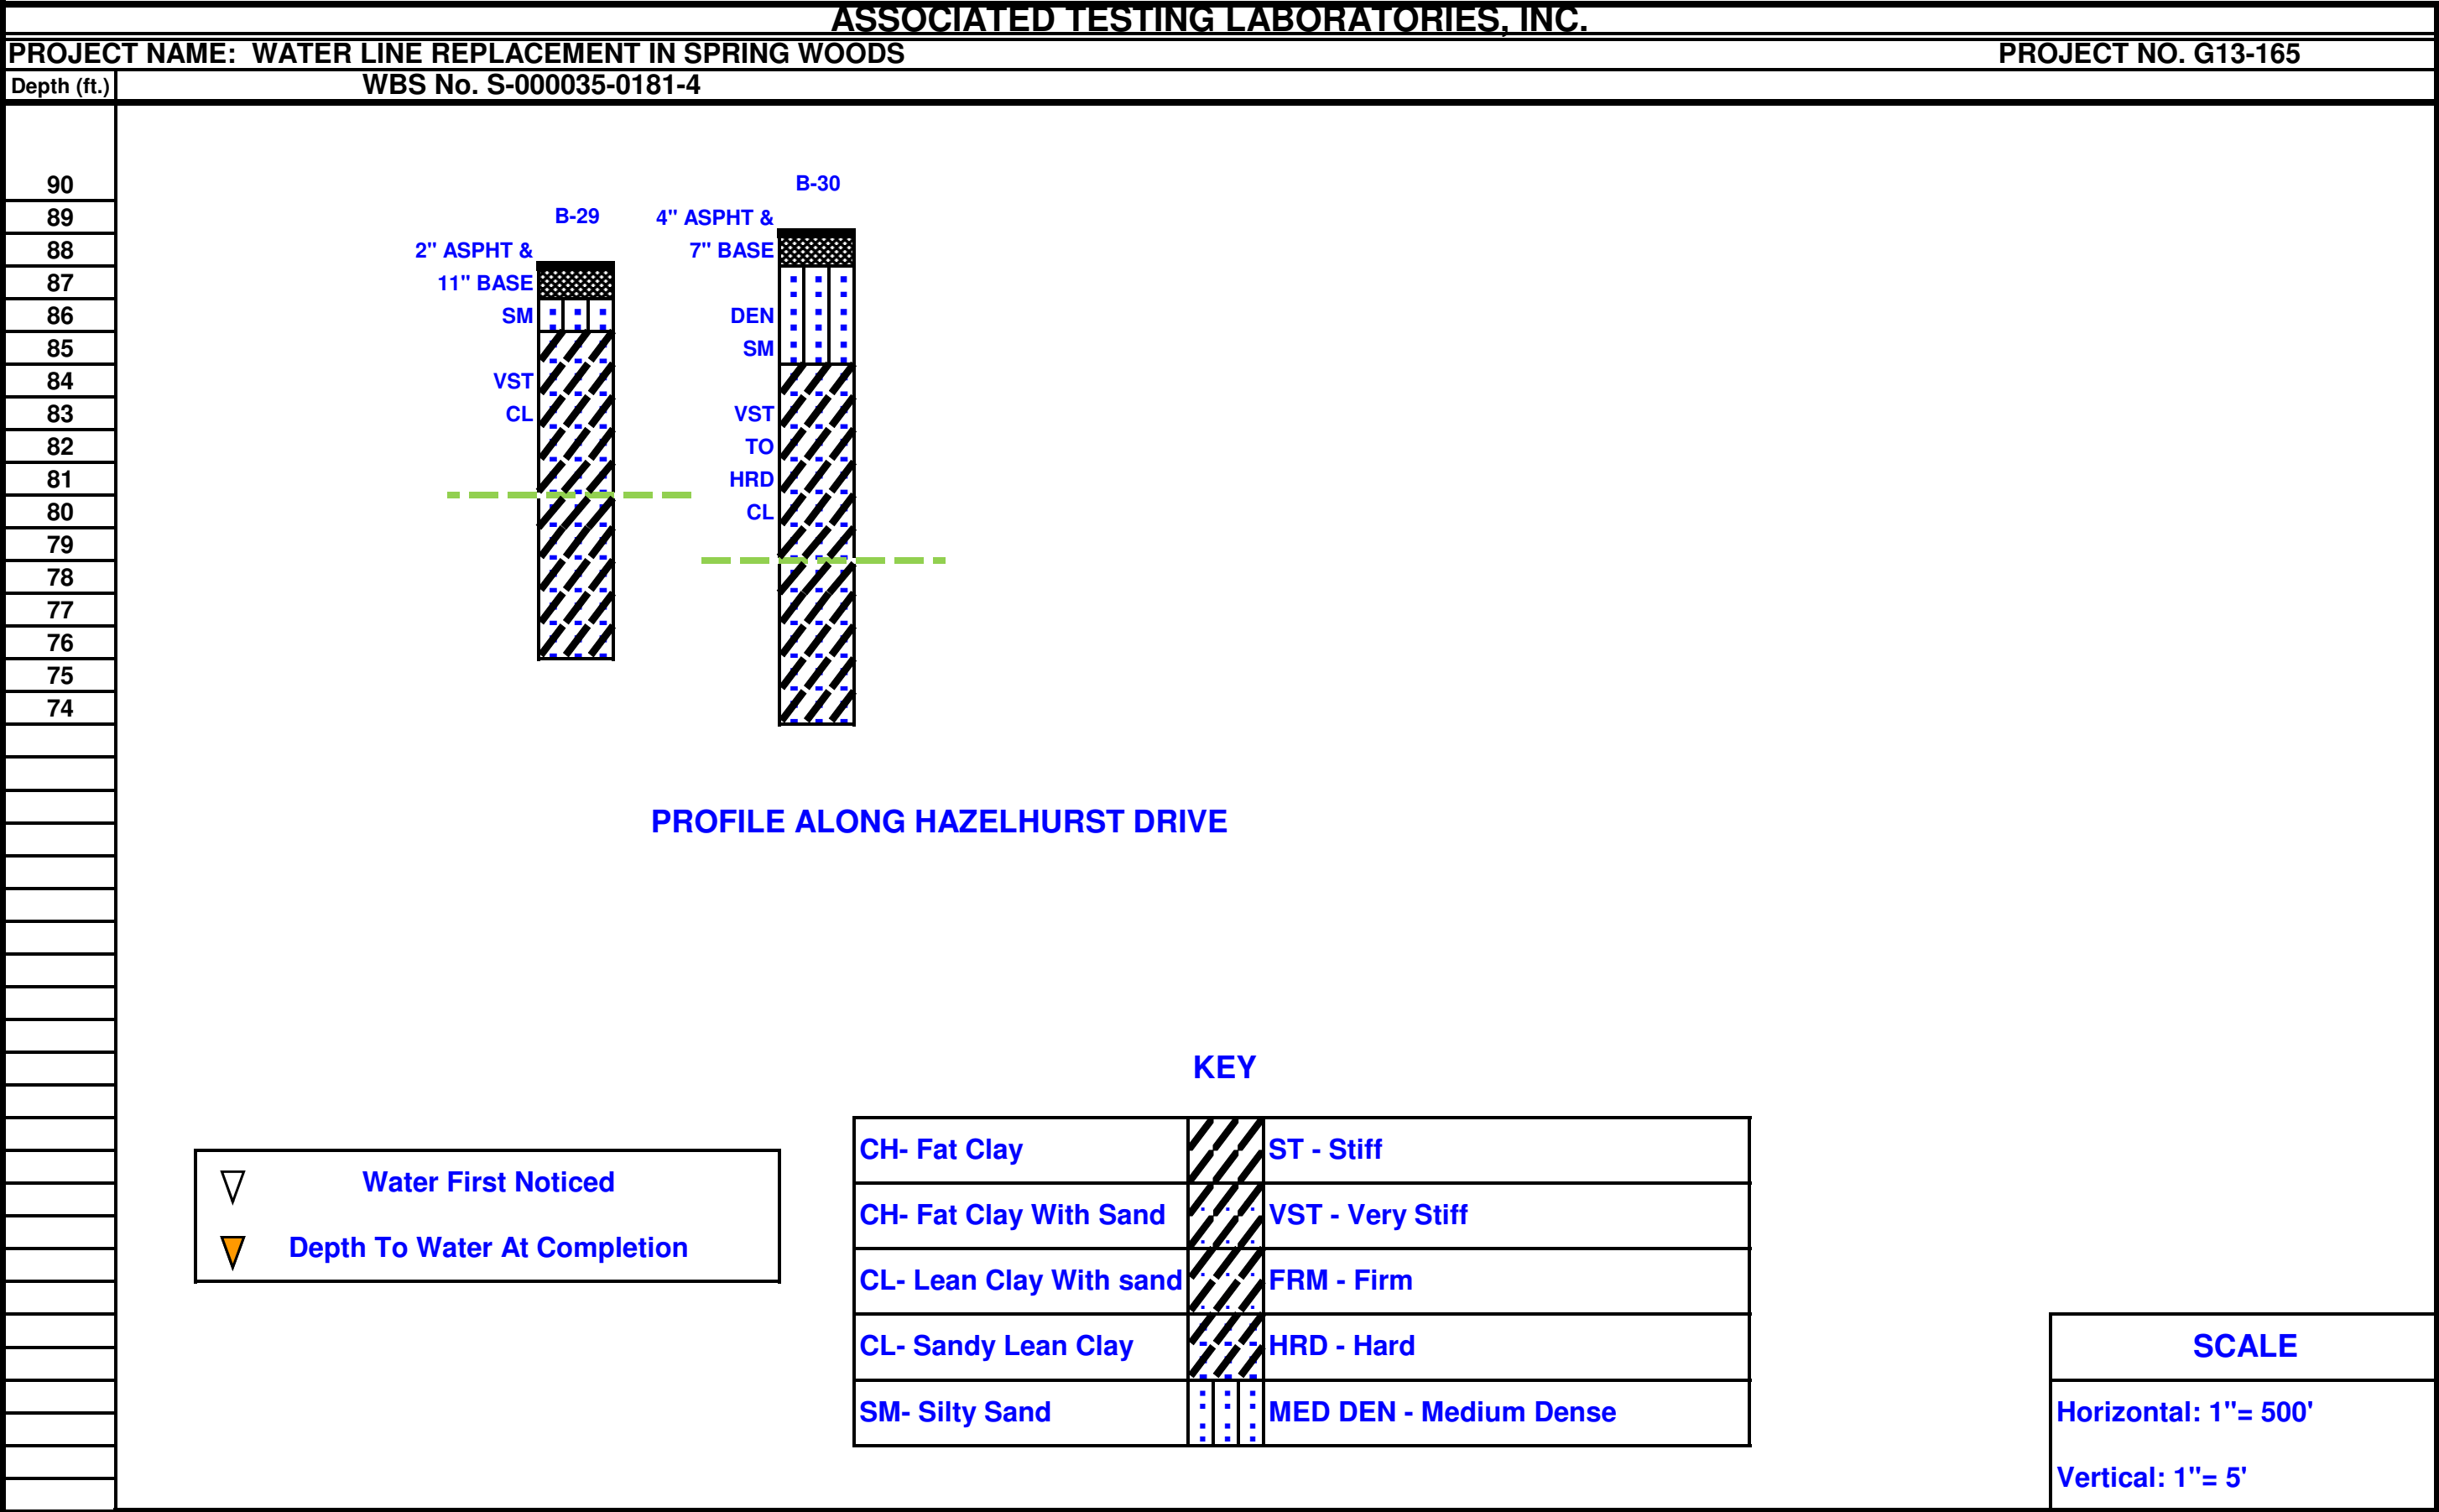 ASSOCIATED TESTING LABORATORIES, INC.
PROJECT NAME: WATER LINE REPLACEMENT IN SPRING WOODS
PROJECT NO. G13-165
Depth (ft.)
WBS No. S-000035-0181-4
90
89
88
87
86
85
84
83
82
81
80
79
78
77
76
75
74
B-29
2" ASPHT &
11" BASE
SM
VST
CL
B-30
4" ASPHT &
7" BASE
DEN
SM
VST
TO
HRD
CL
PROFILE ALONG HAZELHURST DRIVE
KEY
Water First Noticed
Depth To Water At Completion
CH- Fat Clay
ST - Stiff
CH- Fat Clay With Sand
VST - Very Stiff
CL- Lean Clay With sand
FRM - Firm
CL- Sandy Lean Clay
HRD - Hard
SM- Silty Sand
MED DEN - Medium Dense
SCALE
Horizontal: 1"= 500'
Vertical: 1"= 5'